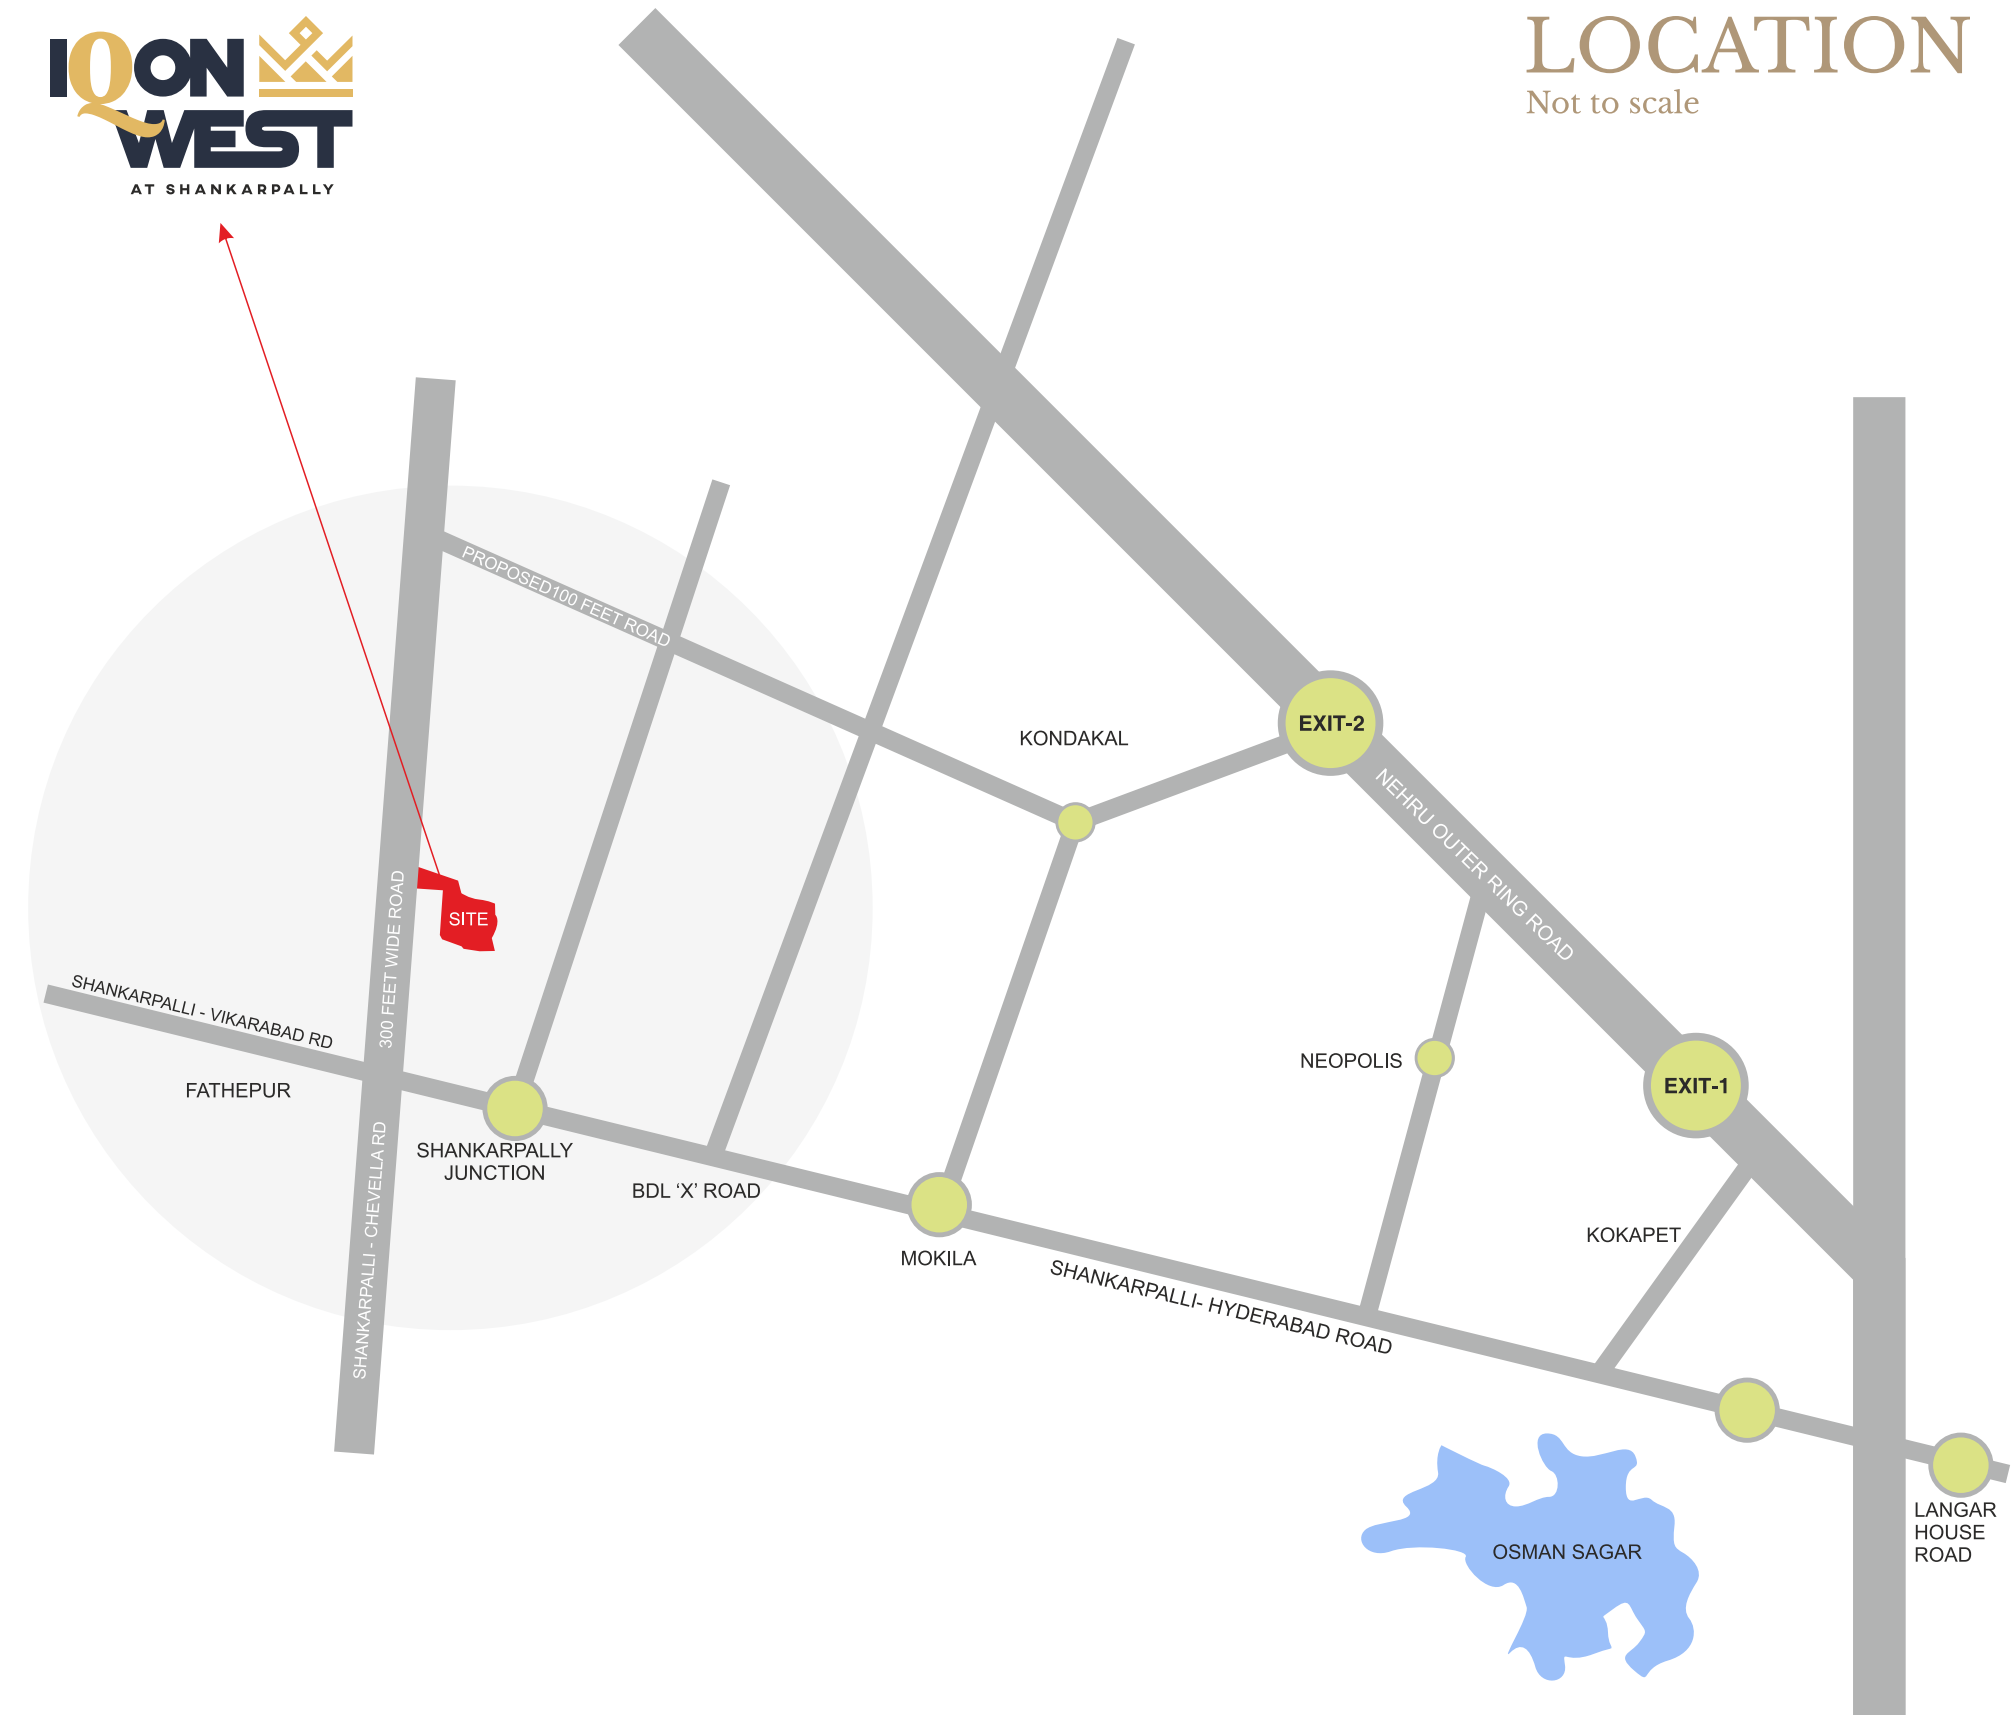 IQON
WEST
AT SHANKARPALLY
LOCATION
Not to scale
PROPOSED100 FEET ROAD
KONDAKAL
EXIT-2
NEHRU OUTER RING ROAD
300 FEET WIDE ROAD
SITE
SHANKARPALLI - VIKARABAD RD
FATHEPUR
SHANKARPALLI - CHEVELLA RD
SHANKARPALLY
JUNCTION
BDL ‘X’ ROAD
MOKILA
SHANKARPALLI- HYDERABAD ROAD
NEOPOLIS
EXIT-1
KOKAPET
OSMAN SAGAR
LANGAR
HOUSE
ROAD